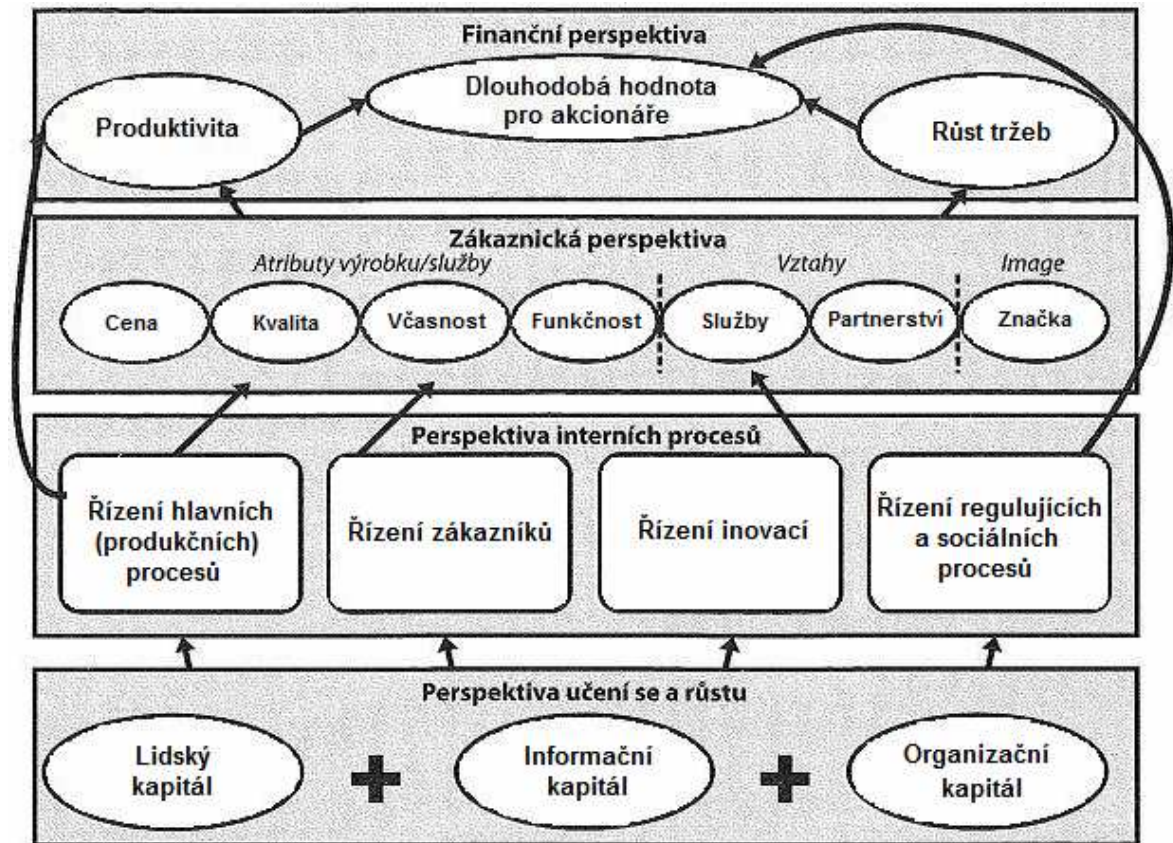 Finanční perspektiva
Dlouhodobá hodnota
pro akcionáře
Produktivita
Růst tržeb
Zákaznická perspektiva
Atributy výrobku/služby
Vztahy
Image
Cena
Kvalita
Včasnost
Funkčnost
Služby
Partnerství
Značka
Perspektiva interních procesů
Řízení hlavních
(produkčních)
procesů
Řízení zákazníků
Řízení inovací
Řízení regulujících
a sociálních
procesů
Perspektiva učení se a růstu
Lidský
kapitál
Informační
kapitál
Organizační
kapitál